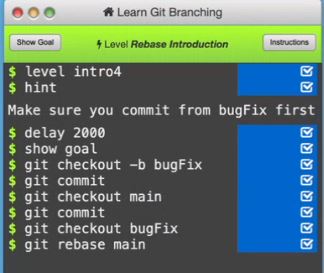 Learn Git Branching
Show Goal
Level Rebase Introduction
Instructions
$ level intro4
$ hint
Make sure you commit from bugFix first
$ delay 2000
$ show goal
$ git checkout -b bugFix
$ git commit
$ git checkout main
$ git commit
$ git checkout bugFix
$ git rebase main